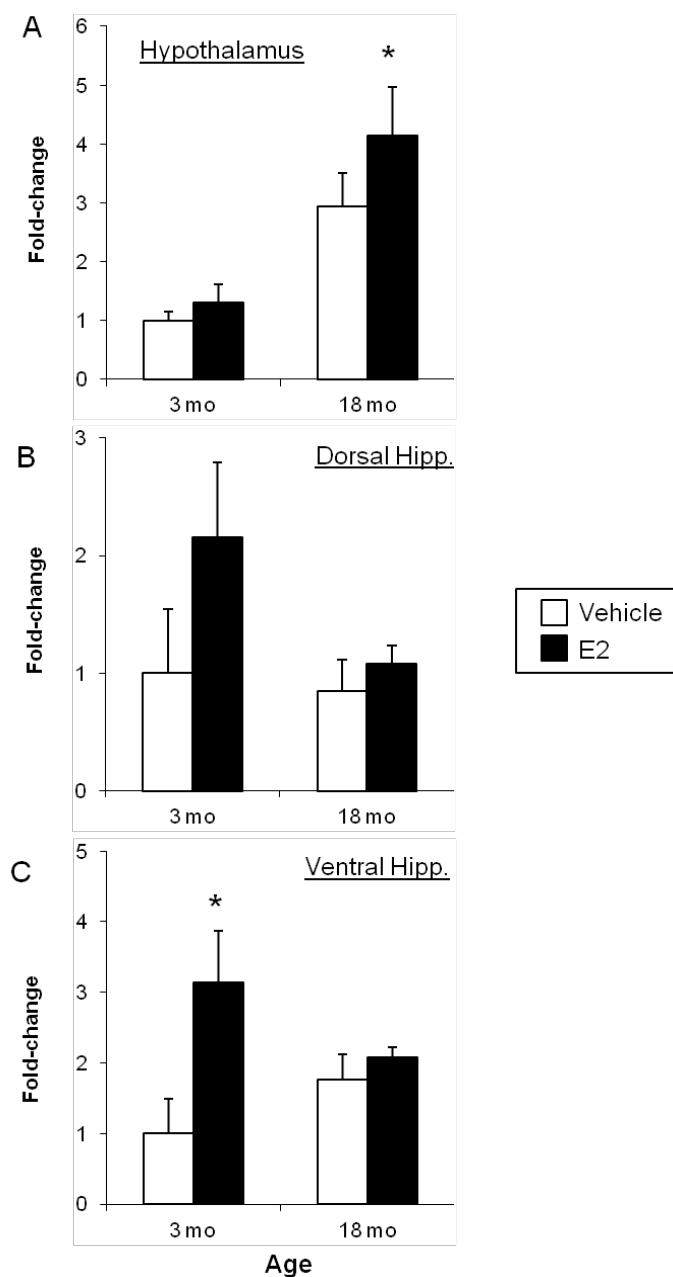 A
Hypothalamus
*
6
5
4
3
2
1
0
Fold-change
3 mo
18 mo
B
Dorsal Hipp.
3
2
1
0
Fold-change
3 mo
18 mo
Vehicle
E2
C
Ventral Hipp.
*
5
4
3
2
1
0
Fold-change
3 mo
18 mo
Age